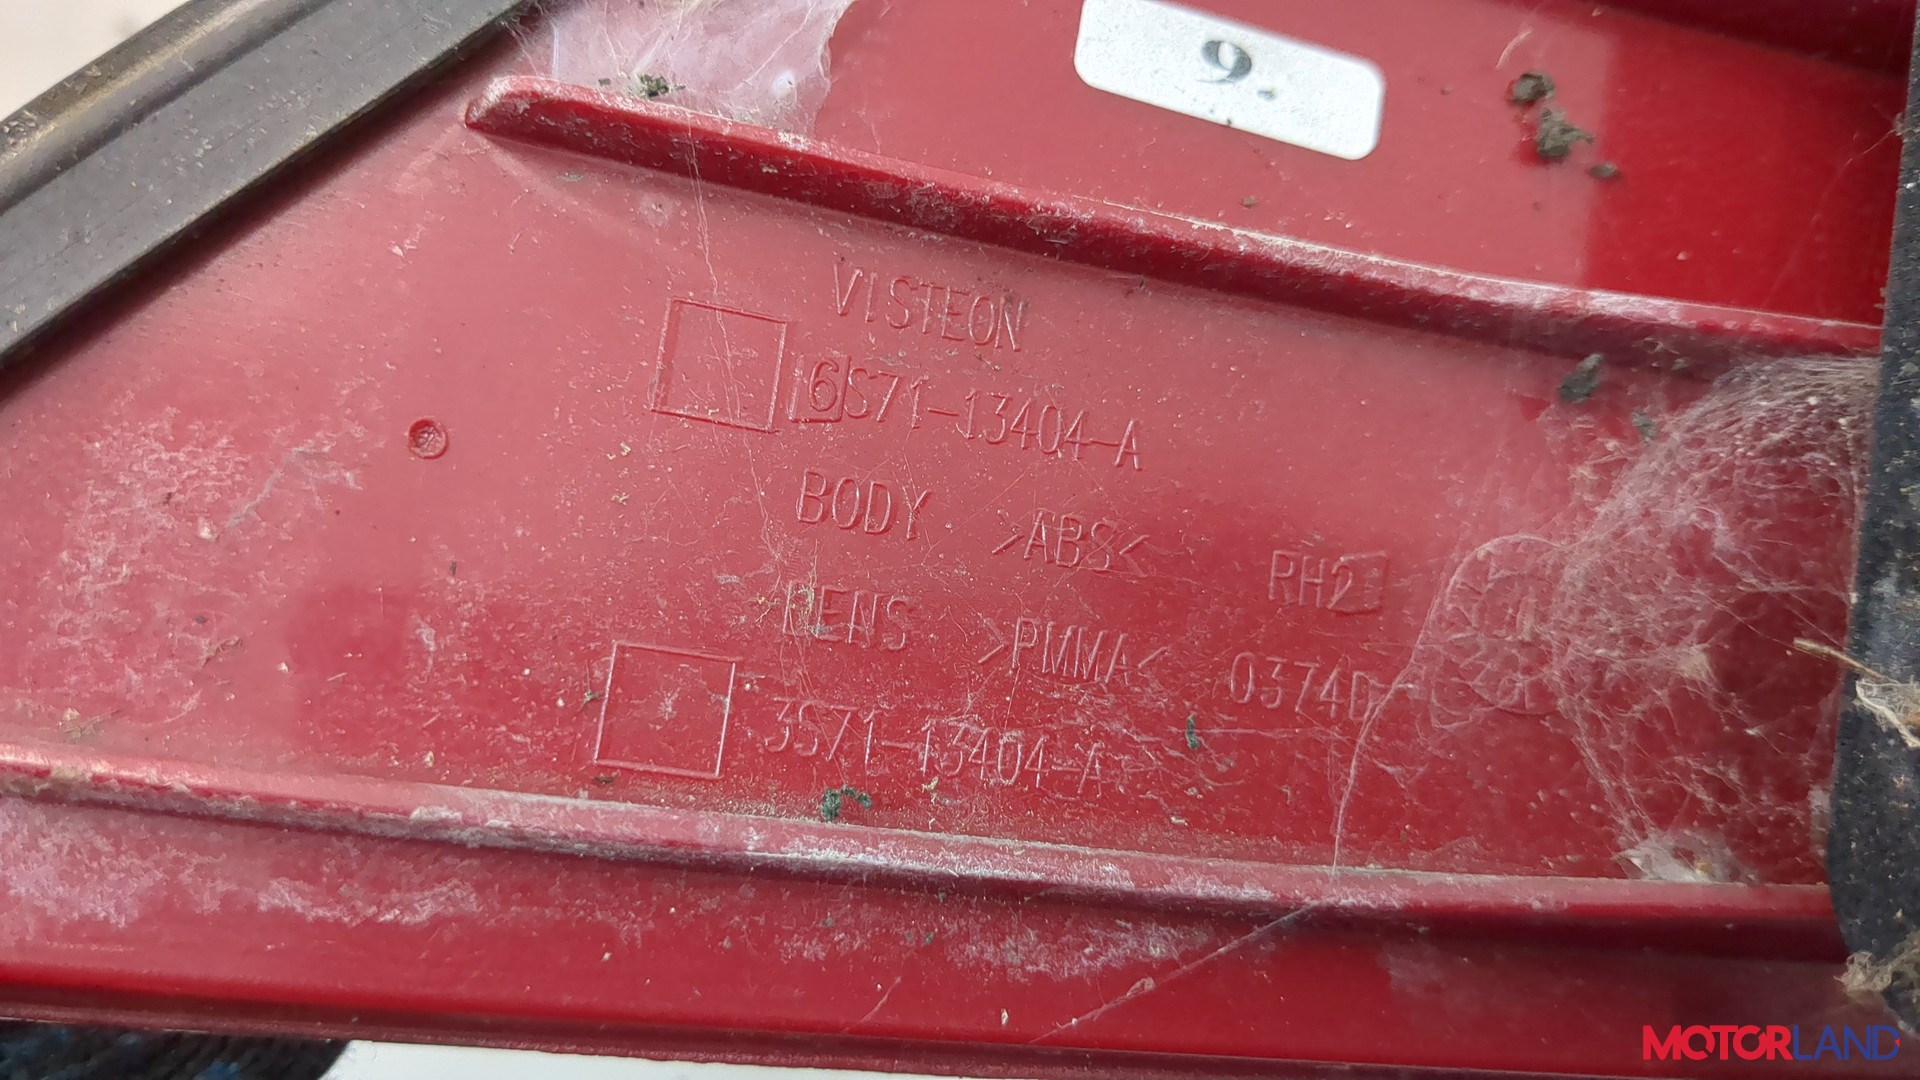 9.
VISTEON
6S71-13404-A
BODY >ABS< RH2
LENS >PMMA< 0374D
3S71-13404-A
MOTORLAND